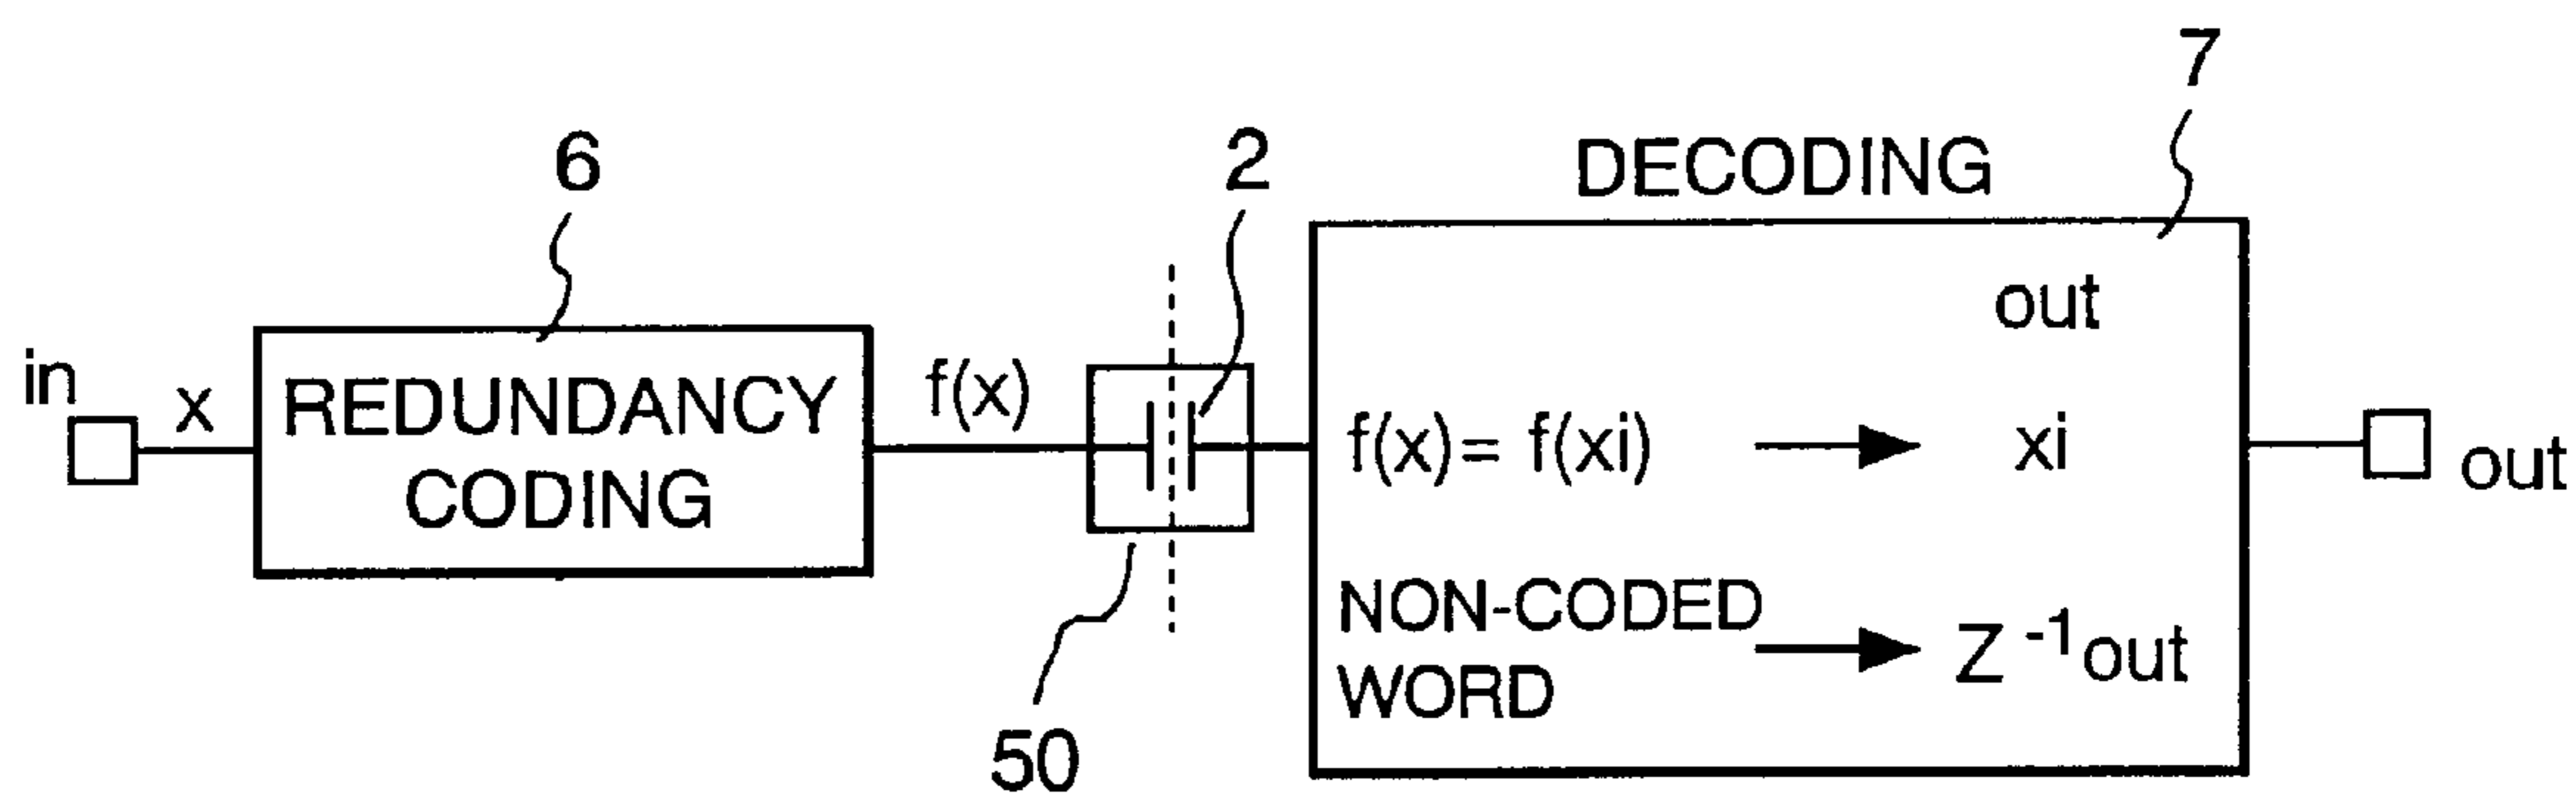 7
6
2
DECODING
in
x
REDUNDANCY
CODING
f(x)
out
f(x) = f(xi)
xi
out
NON-CODED
WORD
Z⁻¹out
50